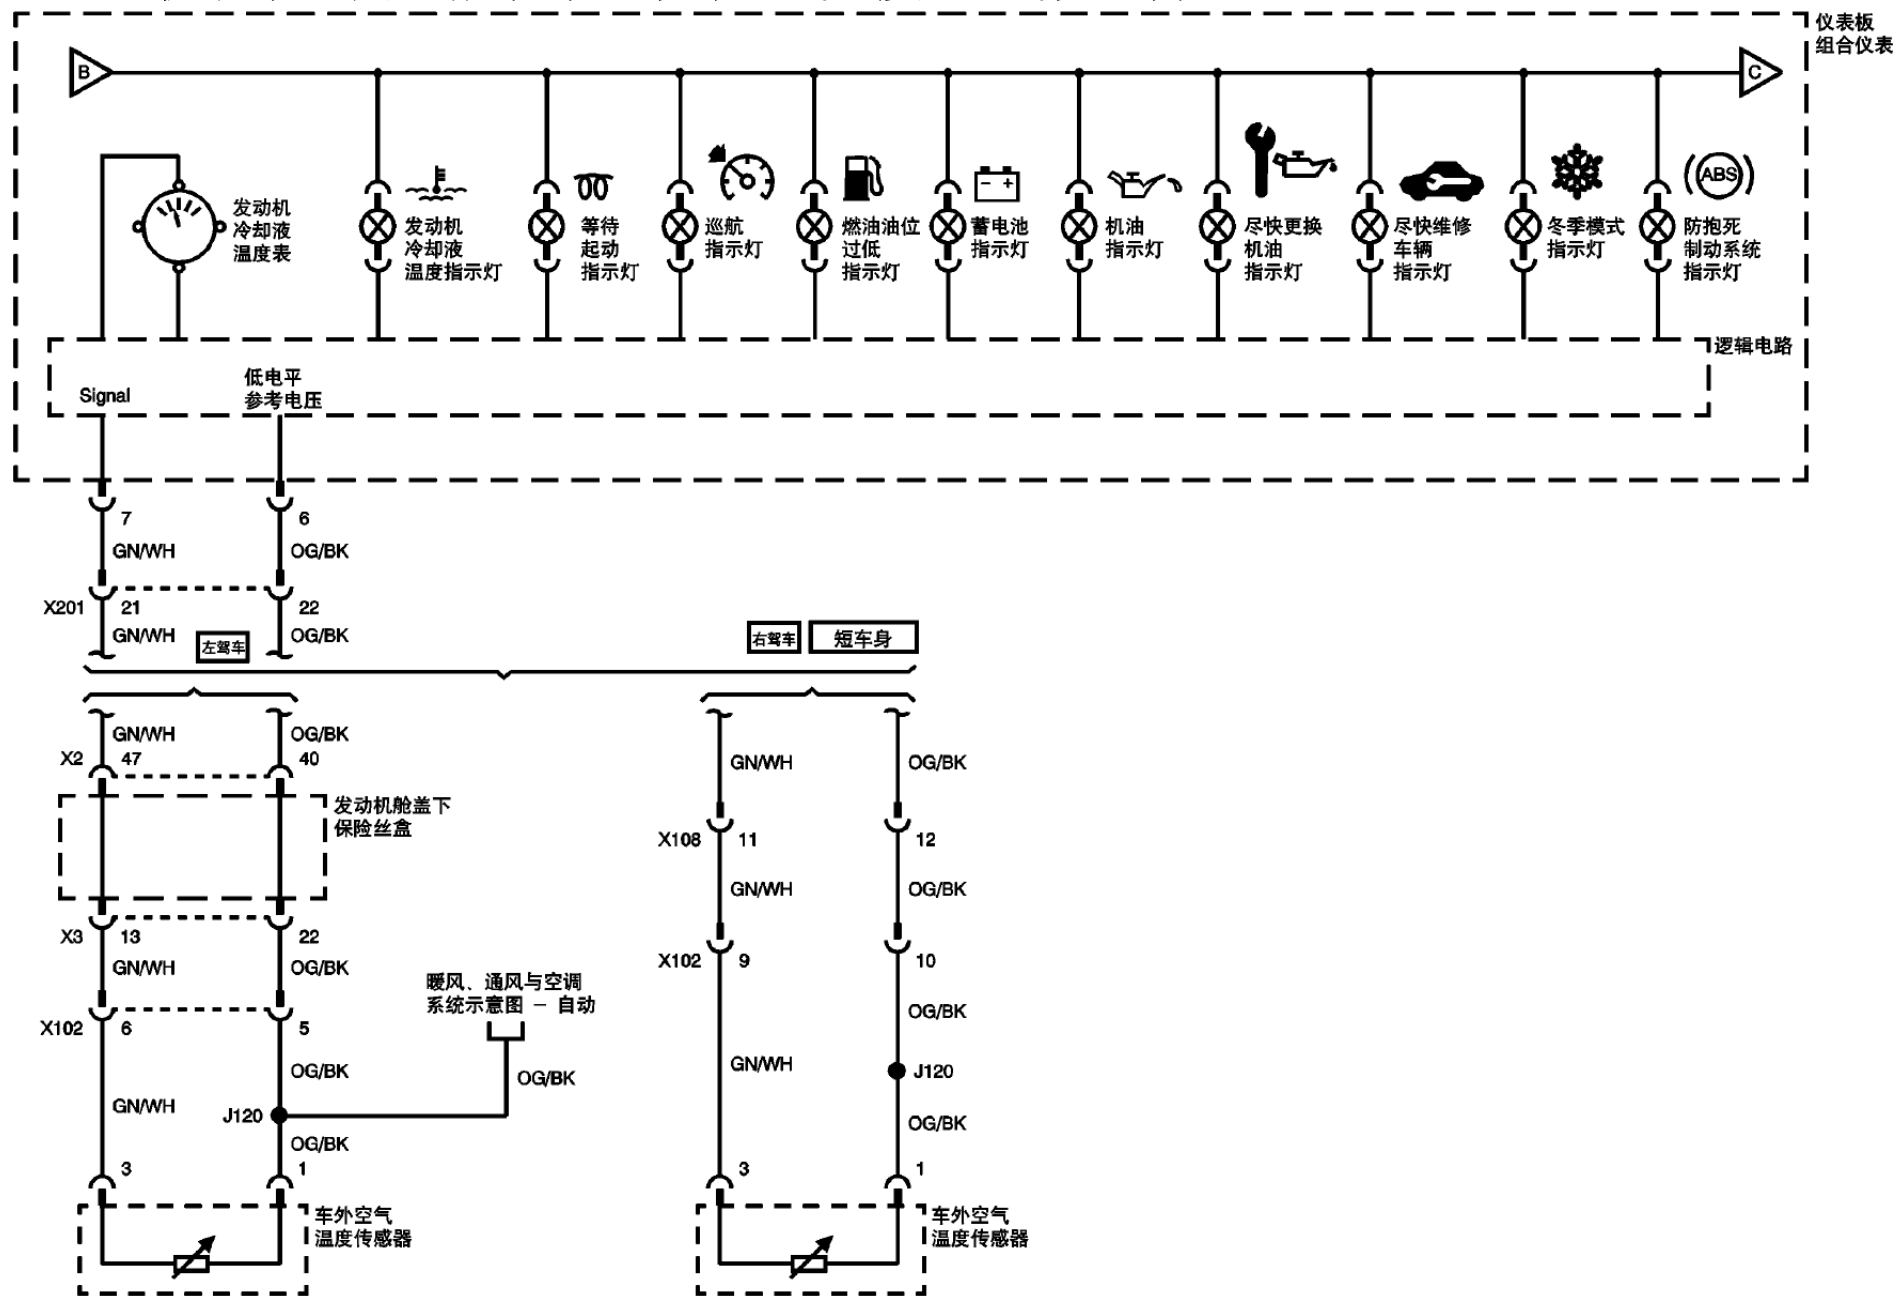 仪表板
组合仪表
B
C
发动机
冷却液
温度表
发动机
冷却液
温度指示灯
等待
起动
指示灯
巡航
指示灯
燃油油位
过低
指示灯
蓄电池
指示灯
机油
指示灯
尽快更换
机油
指示灯
尽快维修
车辆
指示灯
冬季模式
指示灯
ABS
防抱死
制动系统
指示灯
逻辑电路
Signal
低电平
参考电压
7
6
GN/WH
OG/BK
X201
21
22
GN/WH
OG/BK
左驾车
右驾车
短车身
GN/WH
OG/BK
X2
47
40
发动机舱盖下
保险丝盒
X3
13
22
GN/WH
OG/BK
X102
6
5
OG/BK
GN/WH
J120
OG/BK
3
1
车外空气
温度传感器
暖风、通风与空调
系统示意图 － 自动
OG/BK
GN/WH
OG/BK
X108
11
12
GN/WH
OG/BK
X102
9
10
OG/BK
GN/WH
J120
OG/BK
3
1
车外空气
温度传感器